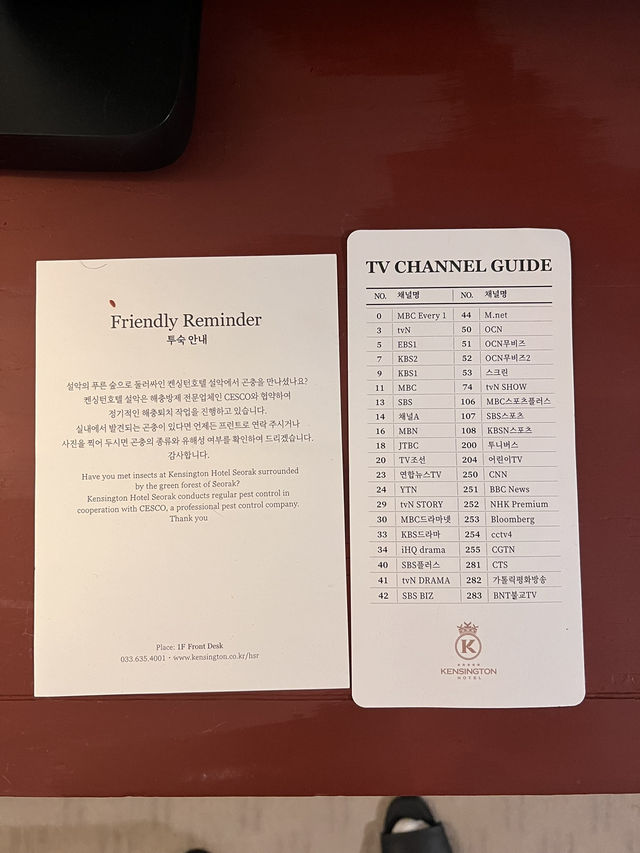 Friendly Reminder
투숙 안내
설악의 푸른 숲으로 둘러싸인 켄싱턴호텔 설악에서 곤충을 만나셨나요?
켄싱턴호텔 설악은 해충방제 전문업체인 CESCO와 협약하여
정기적인 해충퇴치 작업을 진행하고 있습니다.
실내에서 발견되는 곤충이 있다면 언제든 프런트로 연락 주시거나
사진을 찍어 두시면 곤충의 종류와 유해성 여부를 확인하여 드리겠습니다.
감사합니다.
Have you met insects at Kensington Hotel Seorak surrounded
by the green forest of Seorak?
Kensington Hotel Seorak conducts regular pest control in
cooperation with CESCO, a professional pest control company.
Thank you
Place: 1F Front Desk
033.635.4001 · www.kensington.co.kr/hsr
TV CHANNEL GUIDE
NO. 채널명 NO. 채널명
0 MBC Every 1 44 M.net
3 tvN 50 OCN
5 EBS1 51 OCN무비즈
7 KBS2 52 OCN무비즈2
9 KBS1 53 스크린
11 MBC 74 tvN SHOW
13 SBS 106 MBC스포츠플러스
14 채널A 107 SBS스포츠
16 MBN 108 KBSN스포츠
18 JTBC 200 투니버스
20 TV조선 204 어린이TV
23 연합뉴스TV 250 CNN
24 YTN 251 BBC News
29 tvN STORY 252 NHK Premium
30 MBC드라마넷 253 Bloomberg
33 KBS드라마 254 cctv4
34 iHQ drama 255 CGTN
40 SBS플러스 281 CTS
41 tvN DRAMA 282 가톨릭평화방송
42 SBS BIZ 283 BNT불교TV
K
KENSINGTON
HOTEL